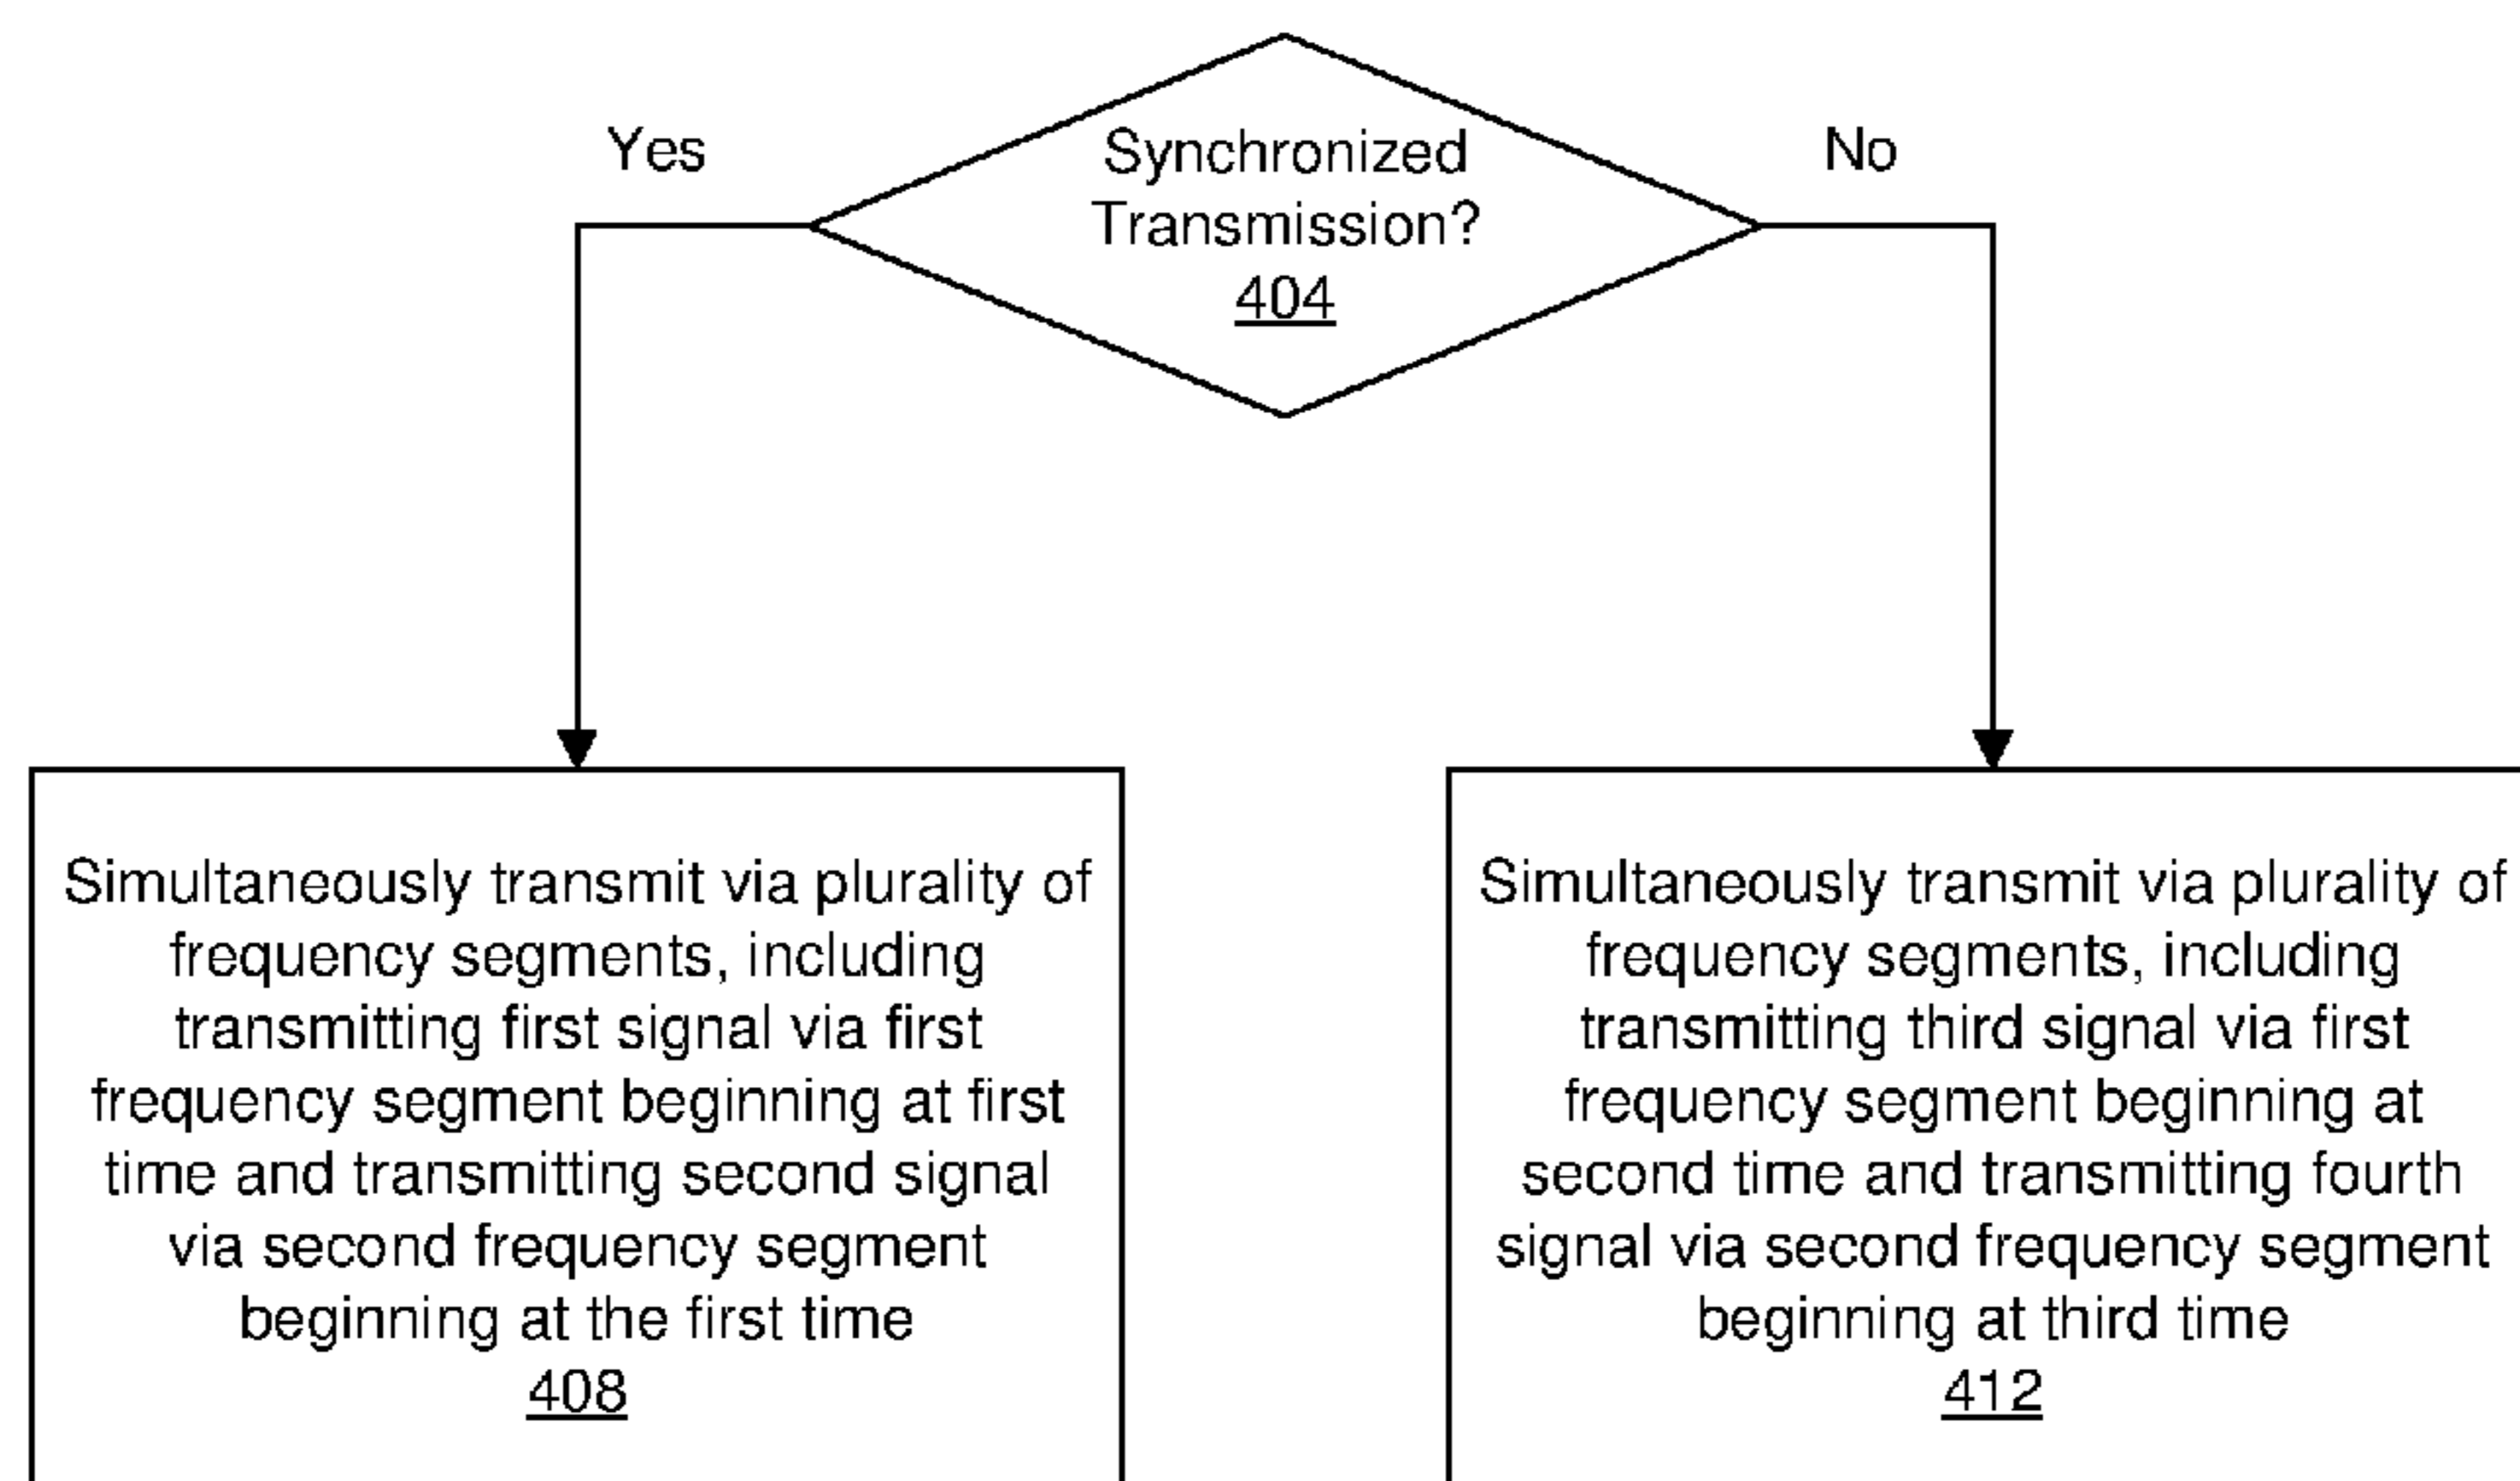 Yes
Synchronized
Transmission?
404
No
Simultaneously transmit via plurality of
frequency segments, including
transmitting first signal via first
frequency segment beginning at first
time and transmitting second signal
via second frequency segment
beginning at the first time
408
Simultaneously transmit via plurality of
frequency segments, including
transmitting third signal via first
frequency segment beginning at
second time and transmitting fourth
signal via second frequency segment
beginning at third time
412